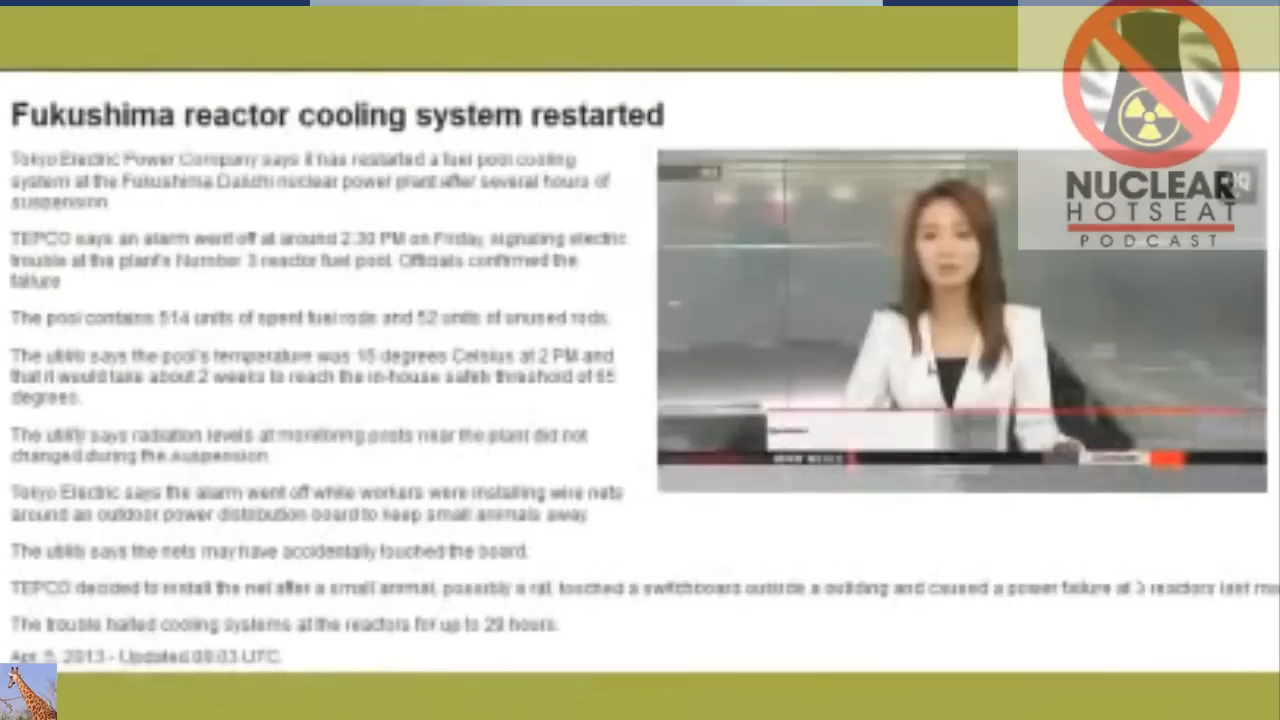 Fukushima reactor cooling system restarted
Tokyo Electric Power Company says it has restarted a fuel pool cooling
system at the Fukushima Daiichi nuclear power plant after several hours of
suspension.
TEPCO says an alarm went off at around 2:30 PM on Friday, signaling electric
trouble at the plant's Number 3 reactor fuel pool. Officials confirmed the
failure.
The pool contains 514 units of spent fuel rods and 52 units of unused rods.
The utility says the pool's temperature was 15 degrees Celsius at 2 PM and
that it would take about 2 weeks to reach the in-house safety threshold of 65
degrees.
The utility says radiation levels at monitoring posts near the plant did not
changed during the suspension.
Tokyo Electric says the alarm went off while workers were installing wire nets
around an outdoor power distribution board to keep small animals away.
The utility says the nets may have accidentally touched the board.
TEPCO decided to install the net after a small animal, possibly a rat, touched a switchboard outside a building and caused a power failure at 3 reactors last
The trouble halted cooling systems at the reactors for up to 29 hours.
Apr. 5, 2013 - Updated UTC
NUCLEAR
HOTSEAT
PODCAST